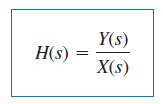 H(s) = Y(s) / X(s)